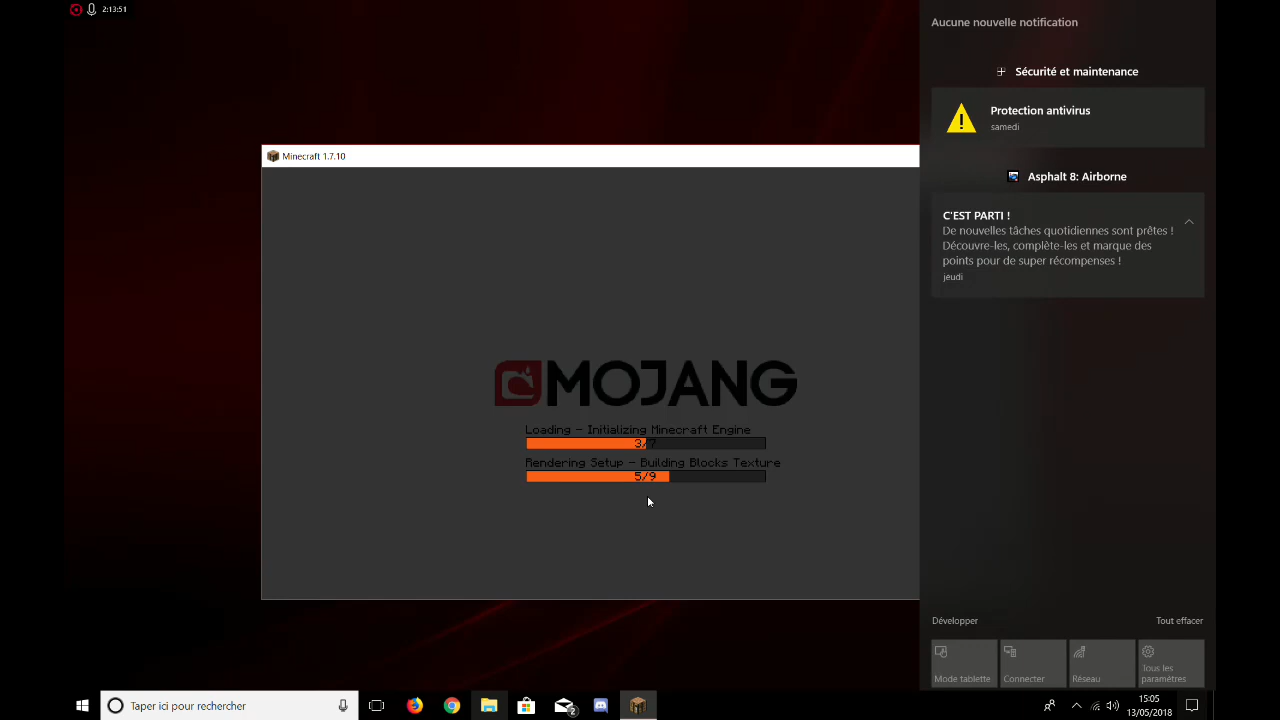 2:13:51
Aucune nouvelle notification
Sécurité et maintenance
Protection antivirus
samedi
Minecraft 1.7.10
Asphalt 8: Airborne
C'EST PARTI !
De nouvelles tâches quotidiennes sont prêtes !
Découvre-les, complète-les et marque des
points pour de super récompenses !
jeudi
MOJANG
Loading - Initializing Minecraft Engine
3/7
Rendering Setup - Building Blocks Texture
5/9
Développer
Tout effacer
Mode tablette
Connecter
Réseau
Tous les
paramètres
Taper ici pour rechercher
2
15:05
13/05/2018